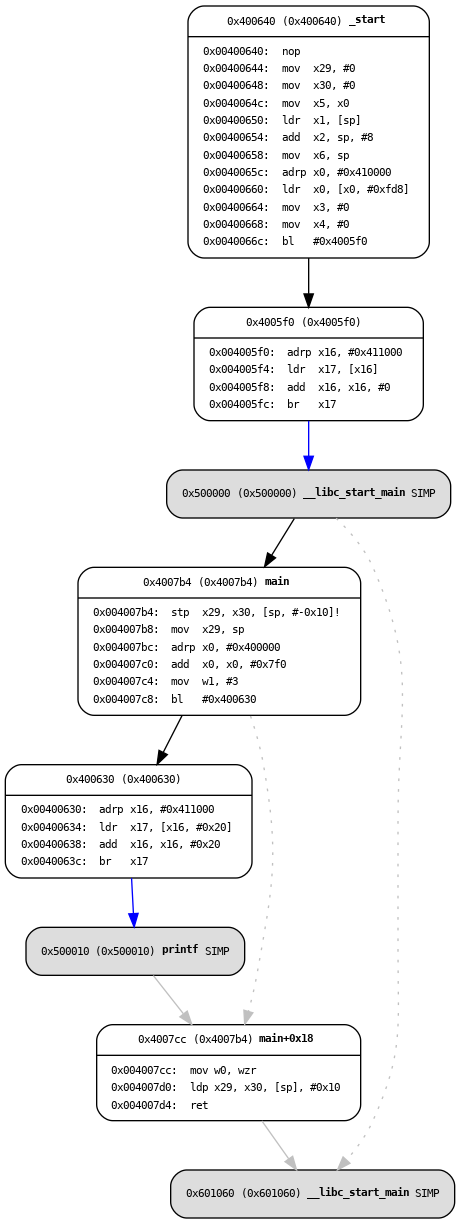 0x400640 (0x400640) _start
0x00400640: nop
0x00400644: mov x29, #0
0x00400648: mov x30, #0
0x0040064c: mov x5, x0
0x00400650: ldr x1, [sp]
0x00400654: add x2, sp, #8
0x00400658: mov x6, sp
0x0040065c: adrp x0, #0x410000
0x00400660: ldr x0, [x0, #0xfd8]
0x00400664: mov x3, #0
0x00400668: mov x4, #0
0x0040066c: bl #0x4005f0
0x4005f0 (0x4005f0)
0x004005f0: adrp x16, #0x411000
0x004005f4: ldr x17, [x16]
0x004005f8: add x16, x16, #0
0x004005fc: br x17
0x500000 (0x500000) __libc_start_main SIMP
0x4007b4 (0x4007b4) main
0x004007b4: stp x29, x30, [sp, #-0x10]!
0x004007b8: mov x29, sp
0x004007bc: adrp x0, #0x400000
0x004007c0: add x0, x0, #0x7f0
0x004007c4: mov w1, #3
0x004007c8: bl #0x400630
0x400630 (0x400630)
0x00400630: adrp x16, #0x411000
0x00400634: ldr x17, [x16, #0x20]
0x00400638: add x16, x16, #0x20
0x0040063c: br x17
0x500010 (0x500010) printf SIMP
0x4007cc (0x4007b4) main+0x18
0x004007cc: mov w0, wzr
0x004007d0: ldp x29, x30, [sp], #0x10
0x004007d4: ret
0x601060 (0x601060) __libc_start_main SIMP